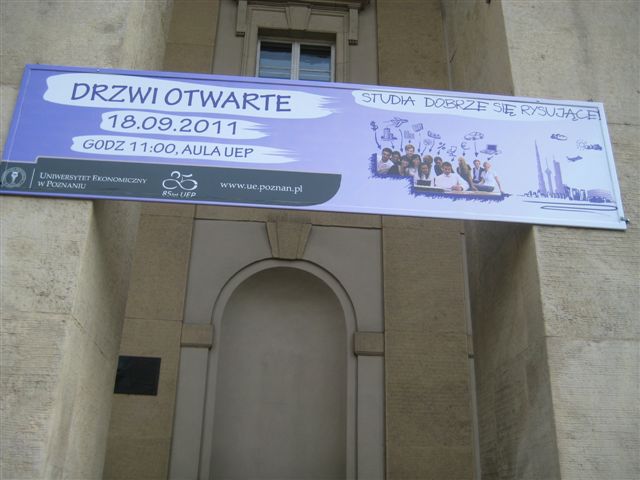 DRZWI OTWARTE
18.09.2011
GODZ 11:00, AULA UEP
UNIWERSYTET EKONOMICZNY
W POZNANIU
85 lat UEP
www.ue.poznan.pl
STUDIA DOBRZE SIĘ RYSUJĄCE!